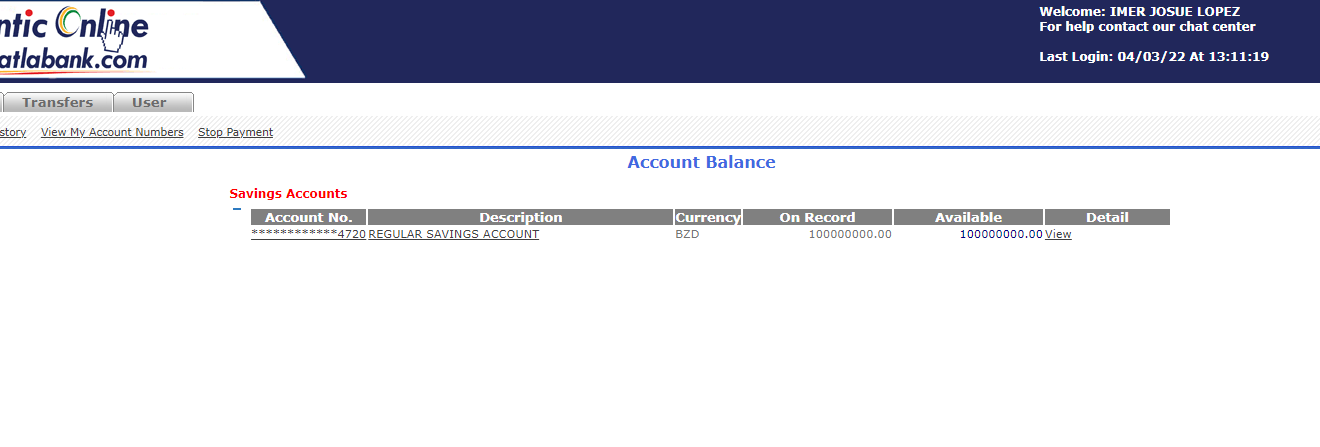 ntic Online
atlabank.com
Welcome: IMER JOSUE LOPEZ
For help contact our chat center
Last Login: 04/03/22 At 13:11:19
Transfers User
story View My Account Numbers Stop Payment
Account Balance
Savings Accounts
Account No. Description Currency On Record Available Detail
************4720 REGULAR SAVINGS ACCOUNT BZD 100000000.00 100000000.00 View